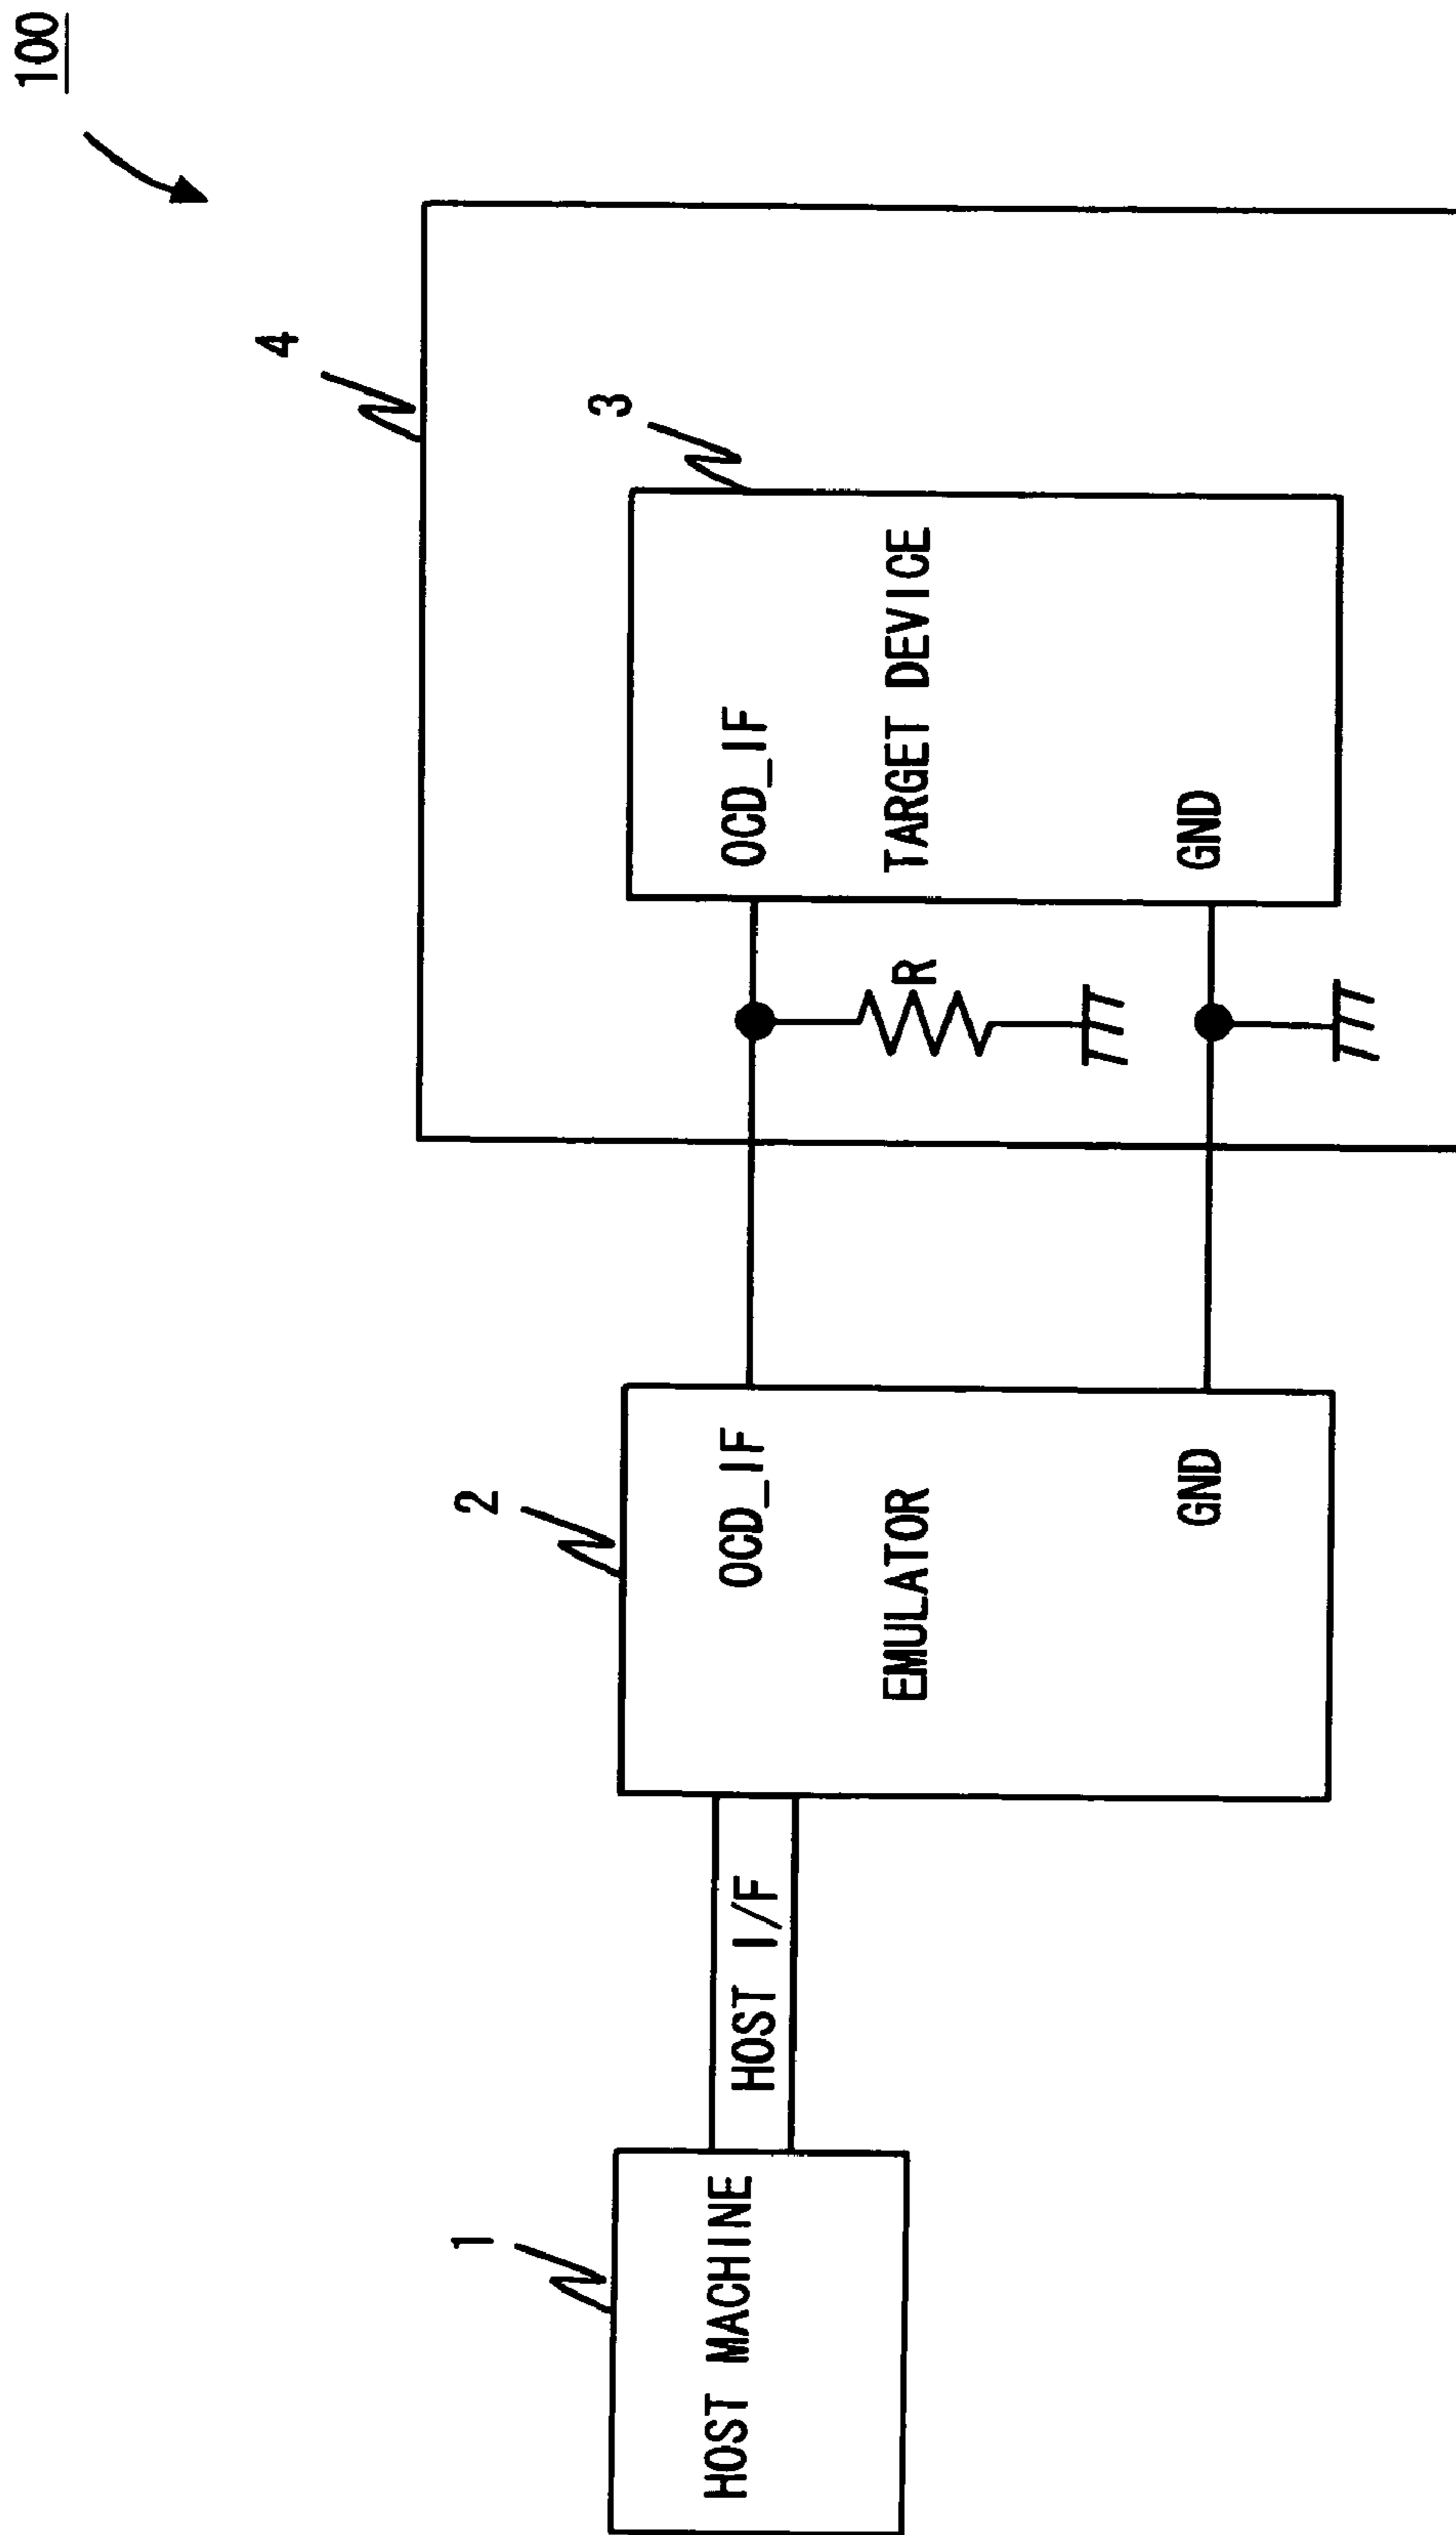 100
4
3
2
1
OCD_IF
TARGET DEVICE
GND
R
OCD_IF
EMULATOR
GND
HOST I/F
HOST MACHINE